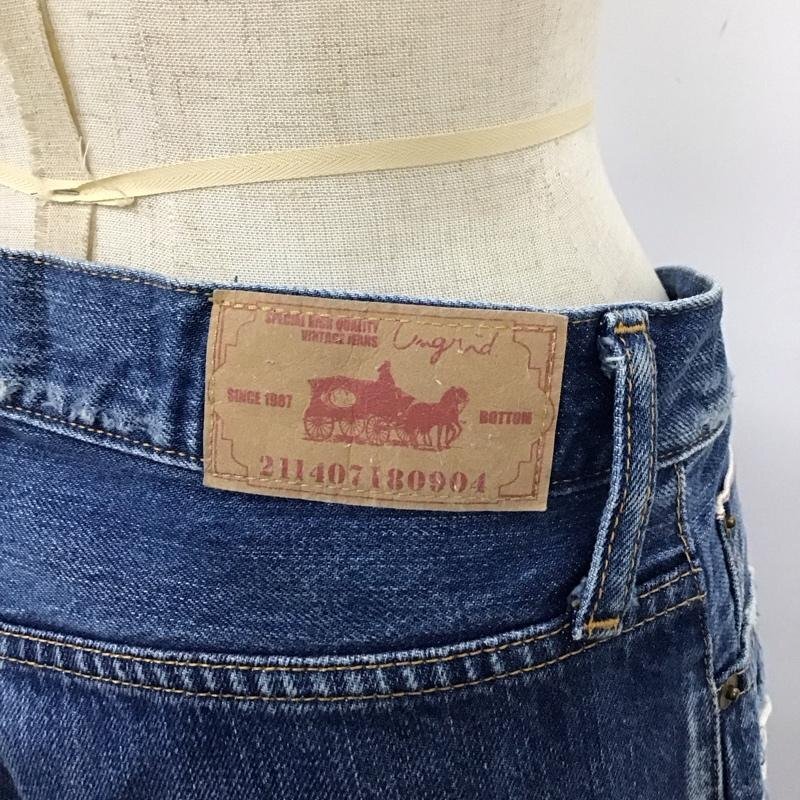 SPECIAL HIGH QUALITY
VINTAGE JEANS
Ungrid
SINCE 1987
BOTTOM
211407180904